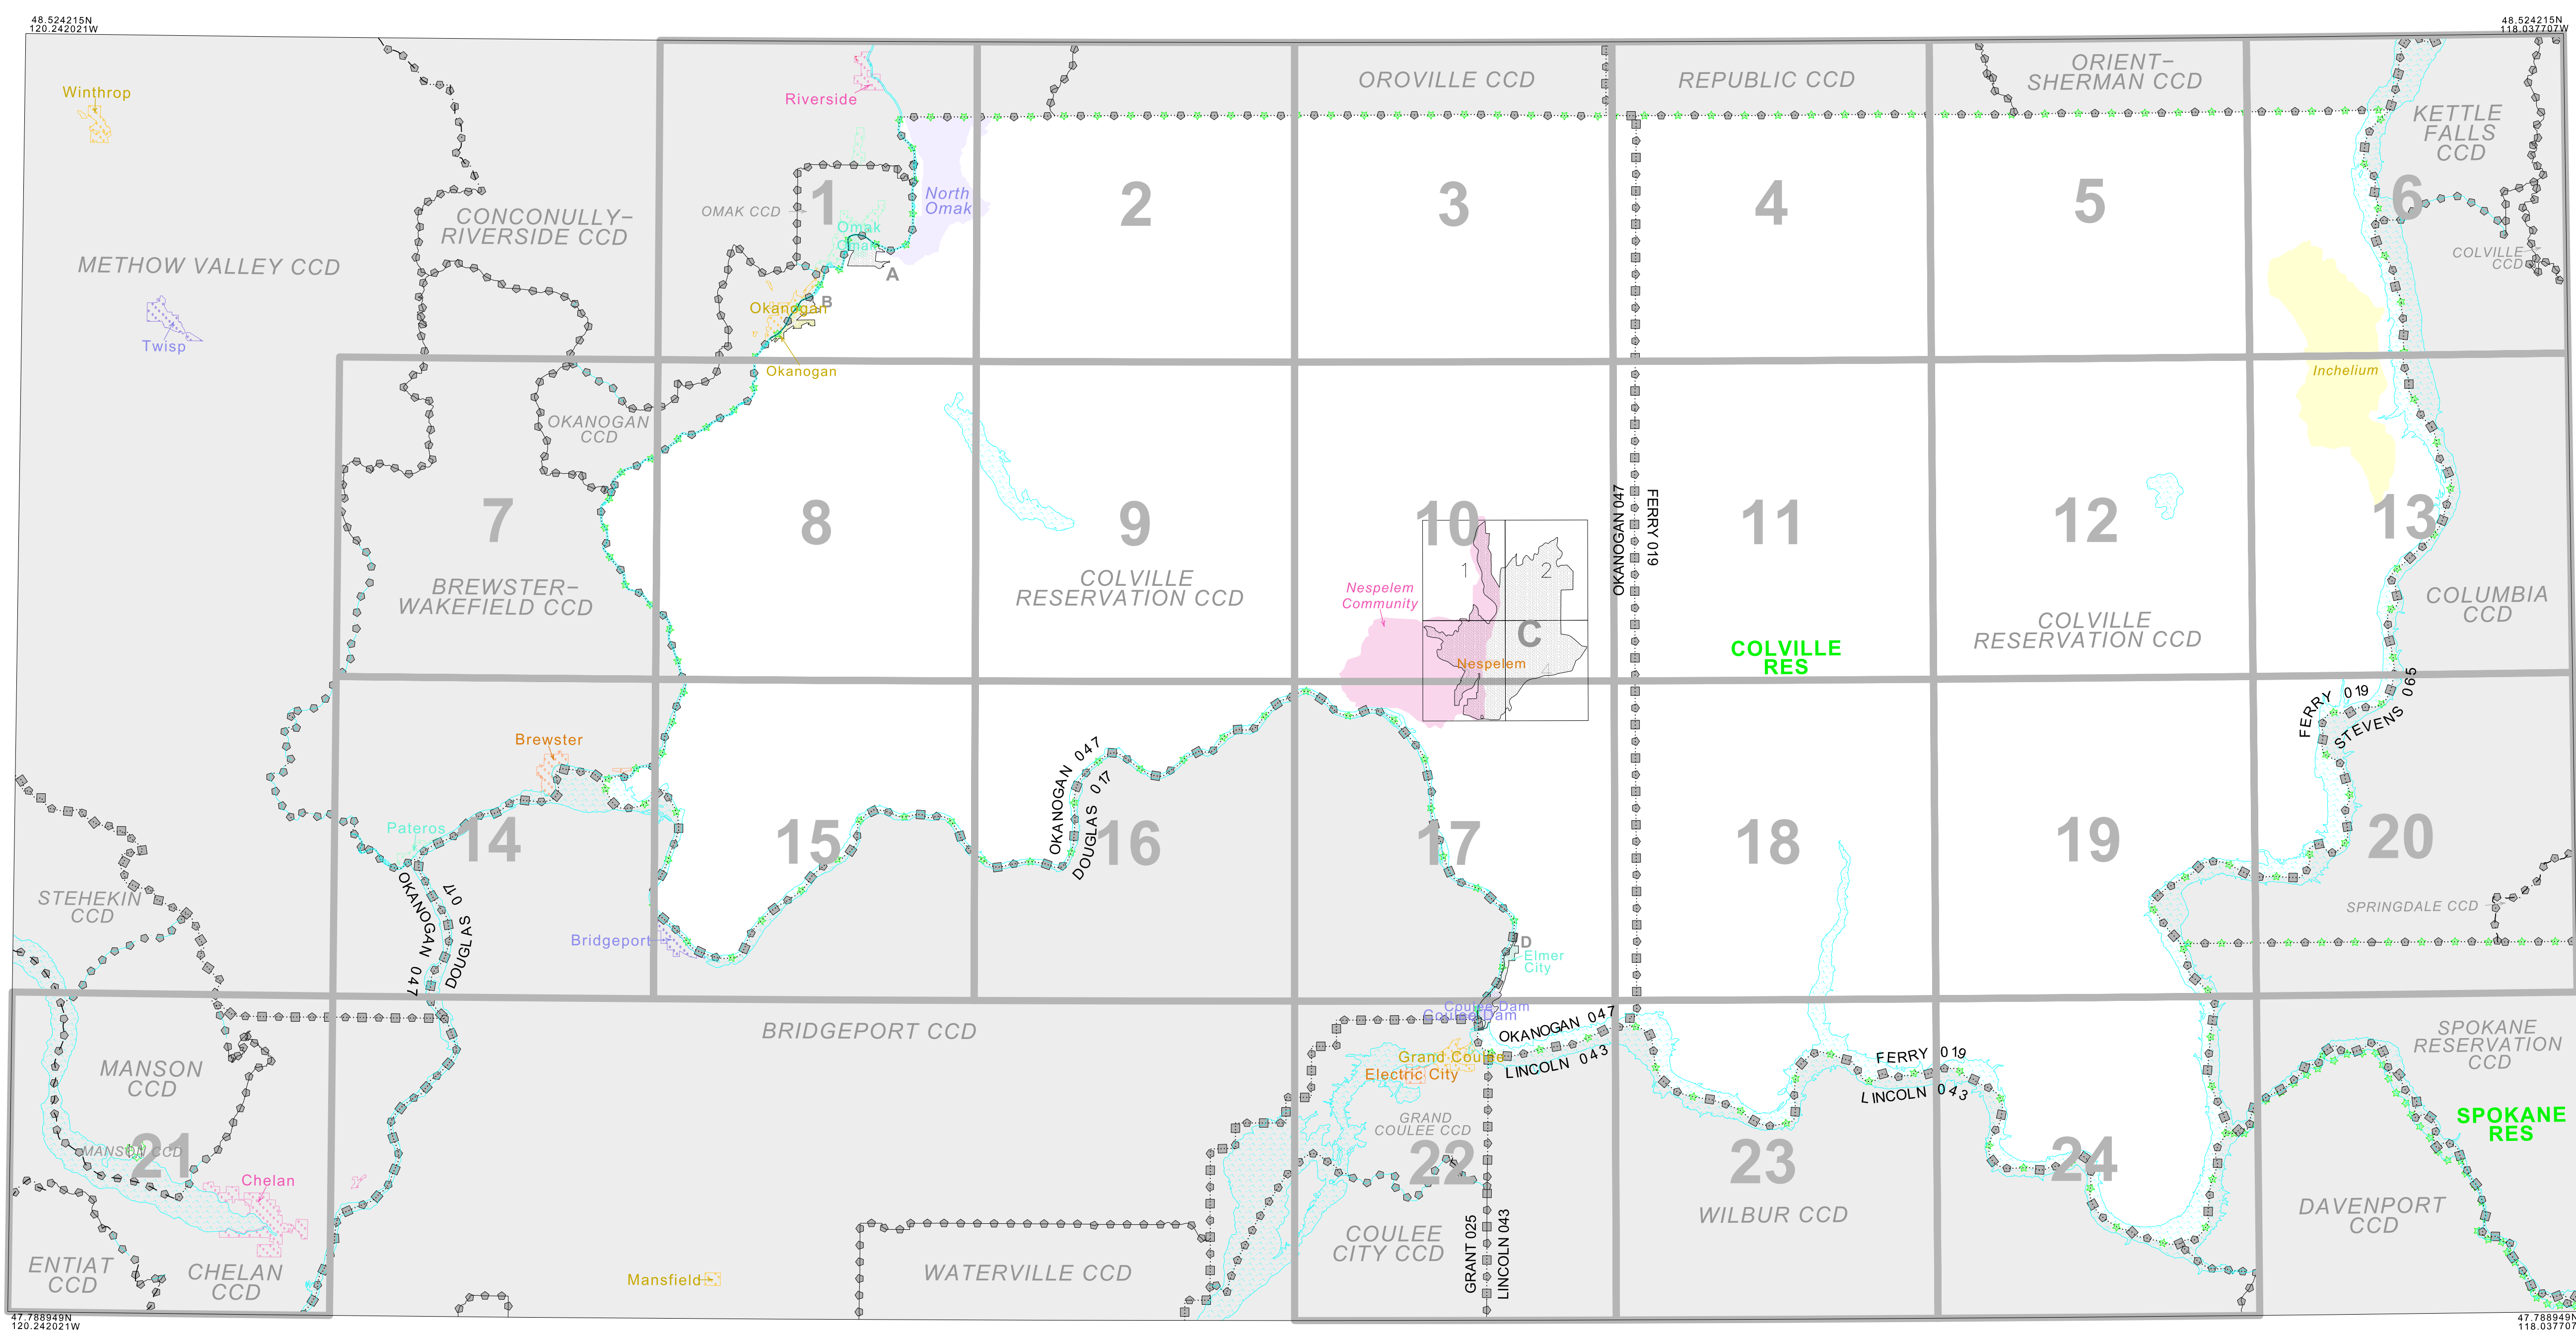 48.524215N
120.242021W
48.524215N
118.037707W
Winthrop
Riverside
OROVILLE CCD
REPUBLIC CCD
ORIENT–
SHERMAN CCD
KETTLE
FALLS
CCD
1
2
3
4
5
6
North
Omak
OMAK CCD
CONCONULLY–
RIVERSIDE CCD
METHOW VALLEY CCD
Omak
Omak
A
COLVILLE
CCD
B
Okanogan
Twisp
Okanogan
Inchelium
OKANOGAN
CCD
7
8
9
10
11
12
13
OKANOGAN 047
FERRY 019
1
2
BREWSTER–
WAKEFIELD CCD
COLVILLE
RESERVATION CCD
Nespelem
Community
C
Nespelem
4
COLVILLE
RES
COLVILLE
RESERVATION CCD
COLUMBIA
CCD
FERRY 019
STEVENS 065
Brewster
OKANOGAN 047
DOUGLAS 017
Pateros
14
15
16
17
18
19
20
OKANOGAN 047
DOUGLAS 017
STEHEKIN
CCD
SPRINGDALE CCD
Bridgeport
D
Elmer
City
Coulee Dam
Coulee Dam
OKANOGAN 047
LINCOLN 043
BRIDGEPORT CCD
Grand Coulee
Electric City
FERRY 019
LINCOLN 043
SPOKANE
RESERVATION
CCD
MANSON
CCD
GRAND
COULEE CCD
SPOKANE
RES
MANSON CCD
21
22
23
24
Chelan
WILBUR CCD
DAVENPORT
CCD
COULEE
CITY CCD
GRANT 025
LINCOLN 043
ENTIAT
CCD
CHELAN
CCD
Mansfield
WATERVILLE CCD
47.788949N
120.242021W
47.788949N
118.037707